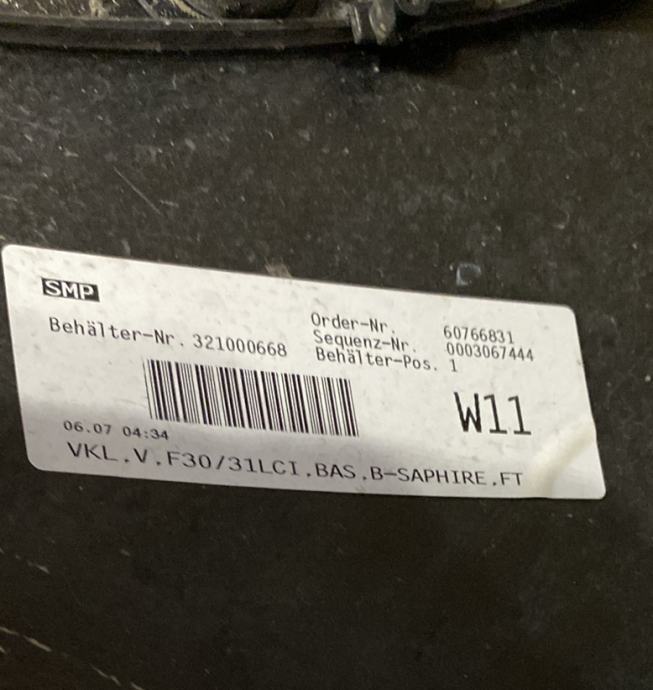 SMP
Behälter-Nr. 321000668
Order-Nr. 60766831
Sequenz-Nr. 0003067444
Behälter-Pos. 1
W11
06.07 04:34
VKL.V.F30/31LCI.BAS.B-SAPHIRE.FT